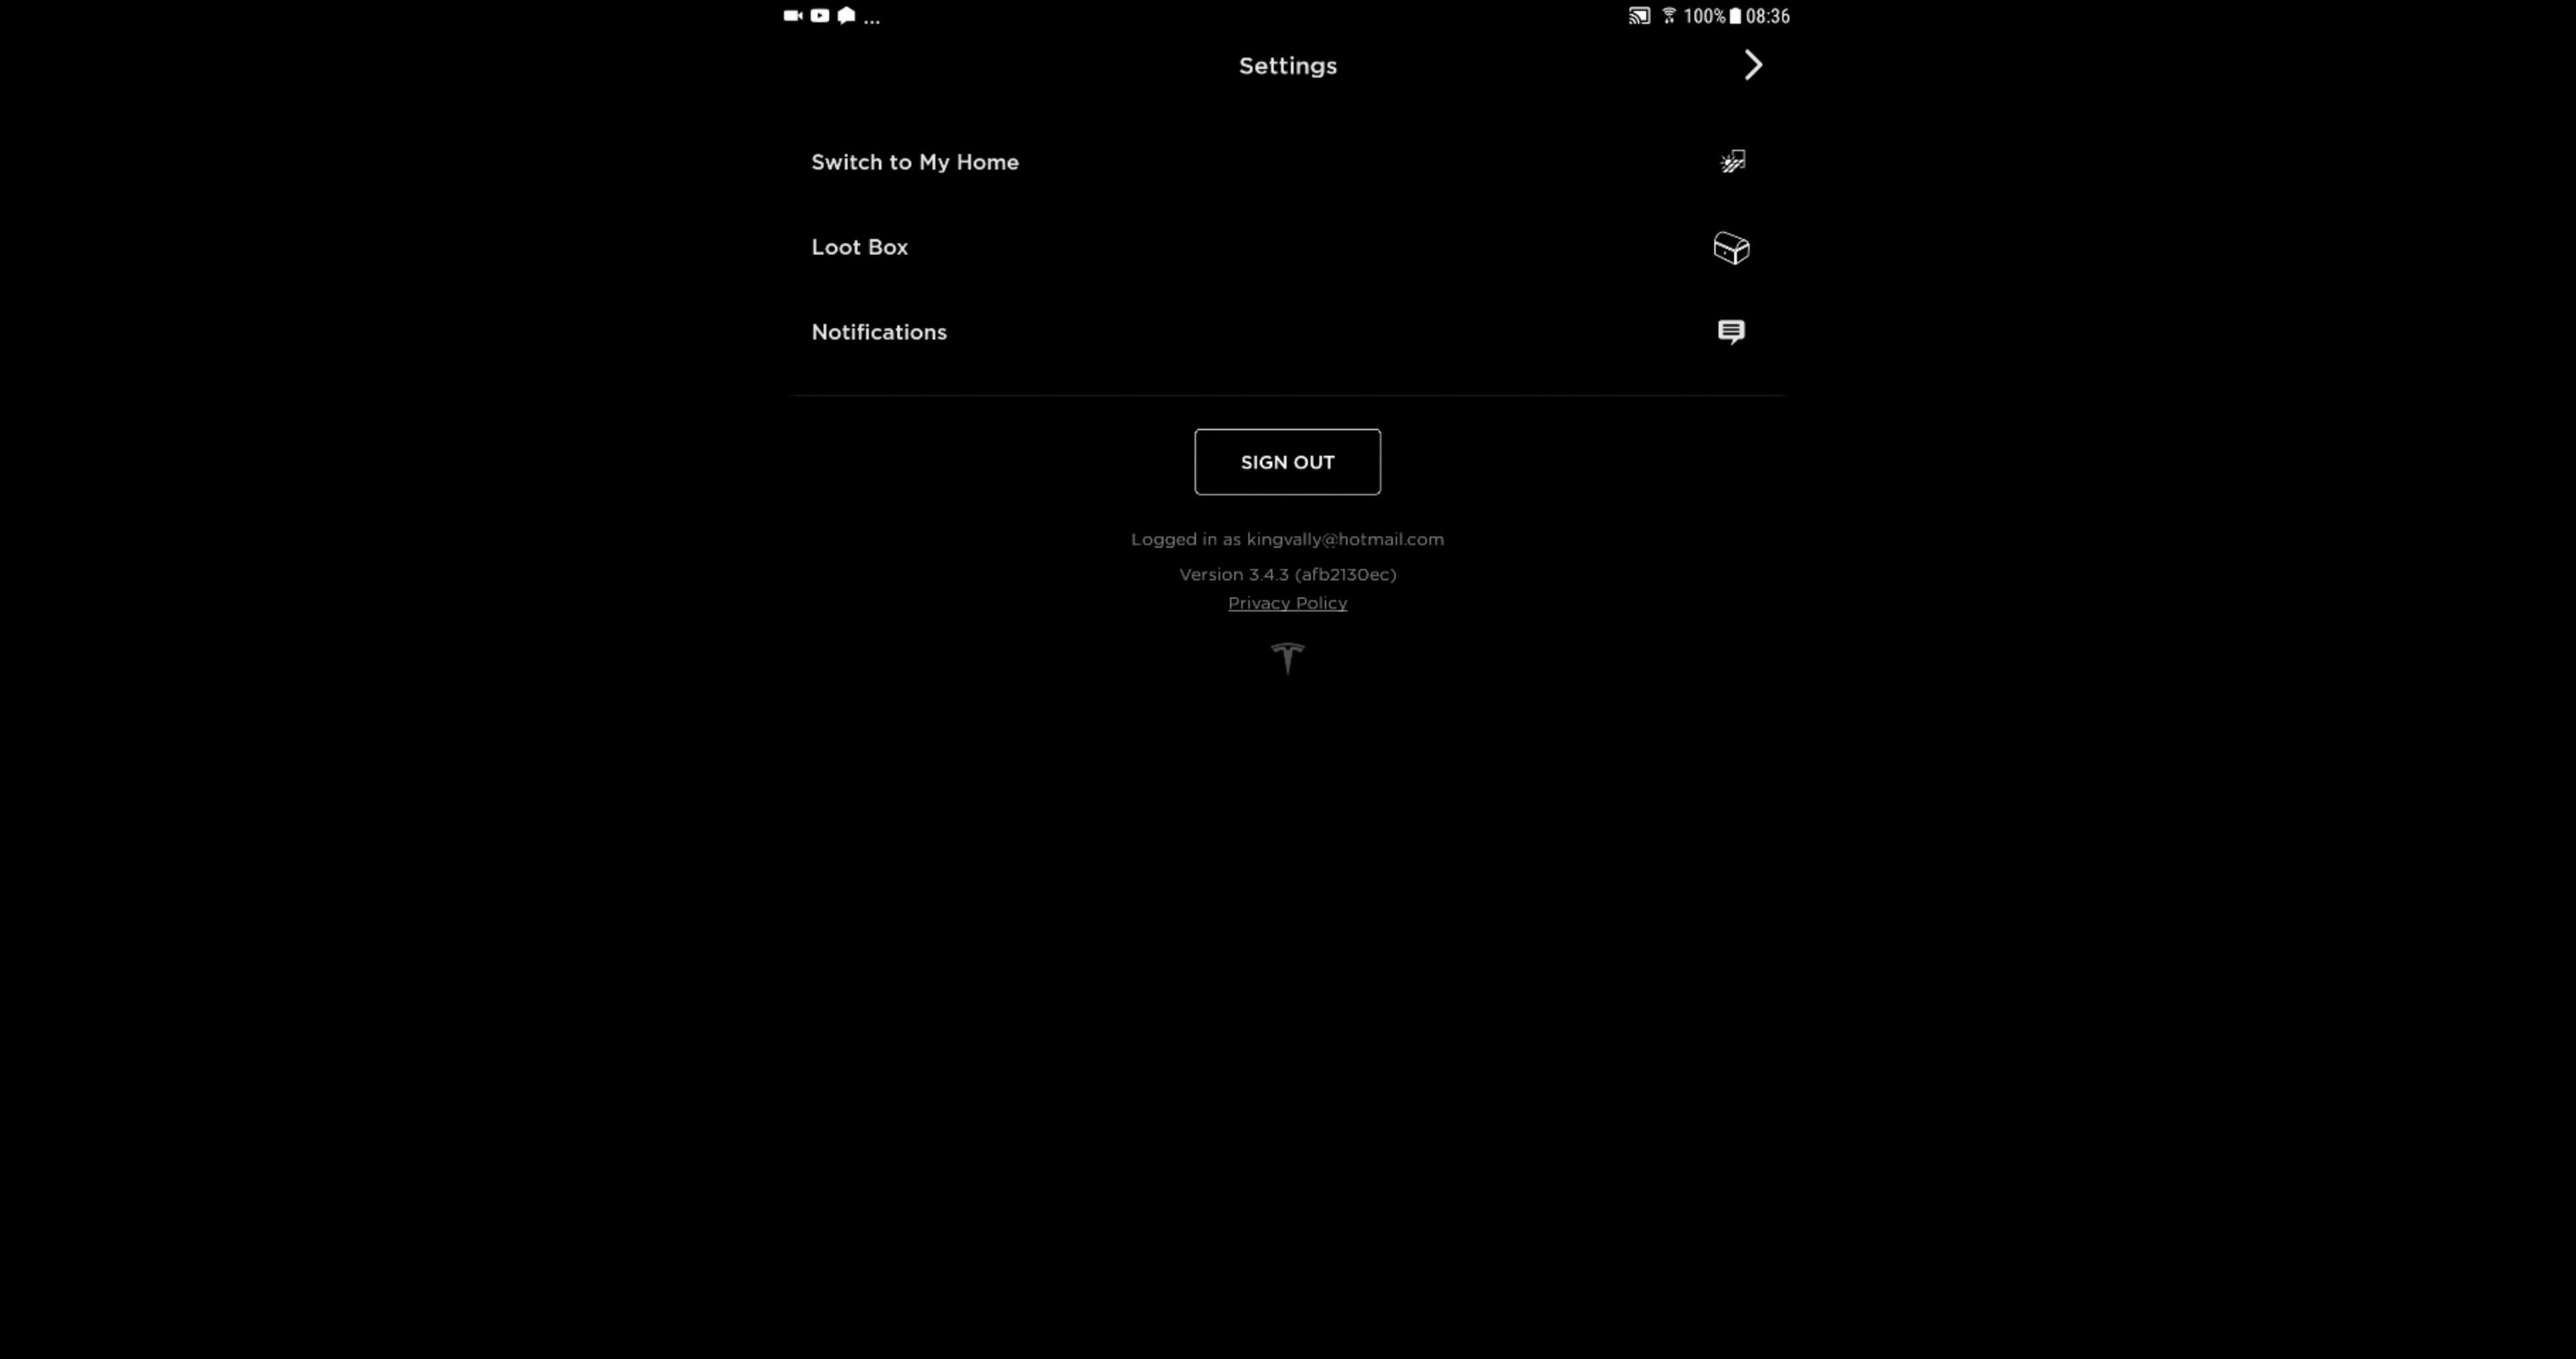 ... 100% 08:36
Settings
Switch to My Home
Loot Box
Notifications
SIGN OUT
Logged in as kingvally@hotmail.com
Version 3.4.3 (afb2130ec)
Privacy Policy